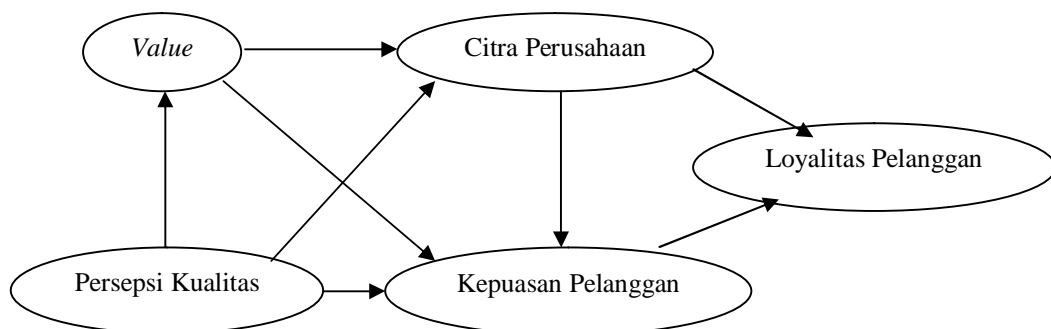 Value
Citra Perusahaan
Loyalitas Pelanggan
Persepsi Kualitas
Kepuasan Pelanggan